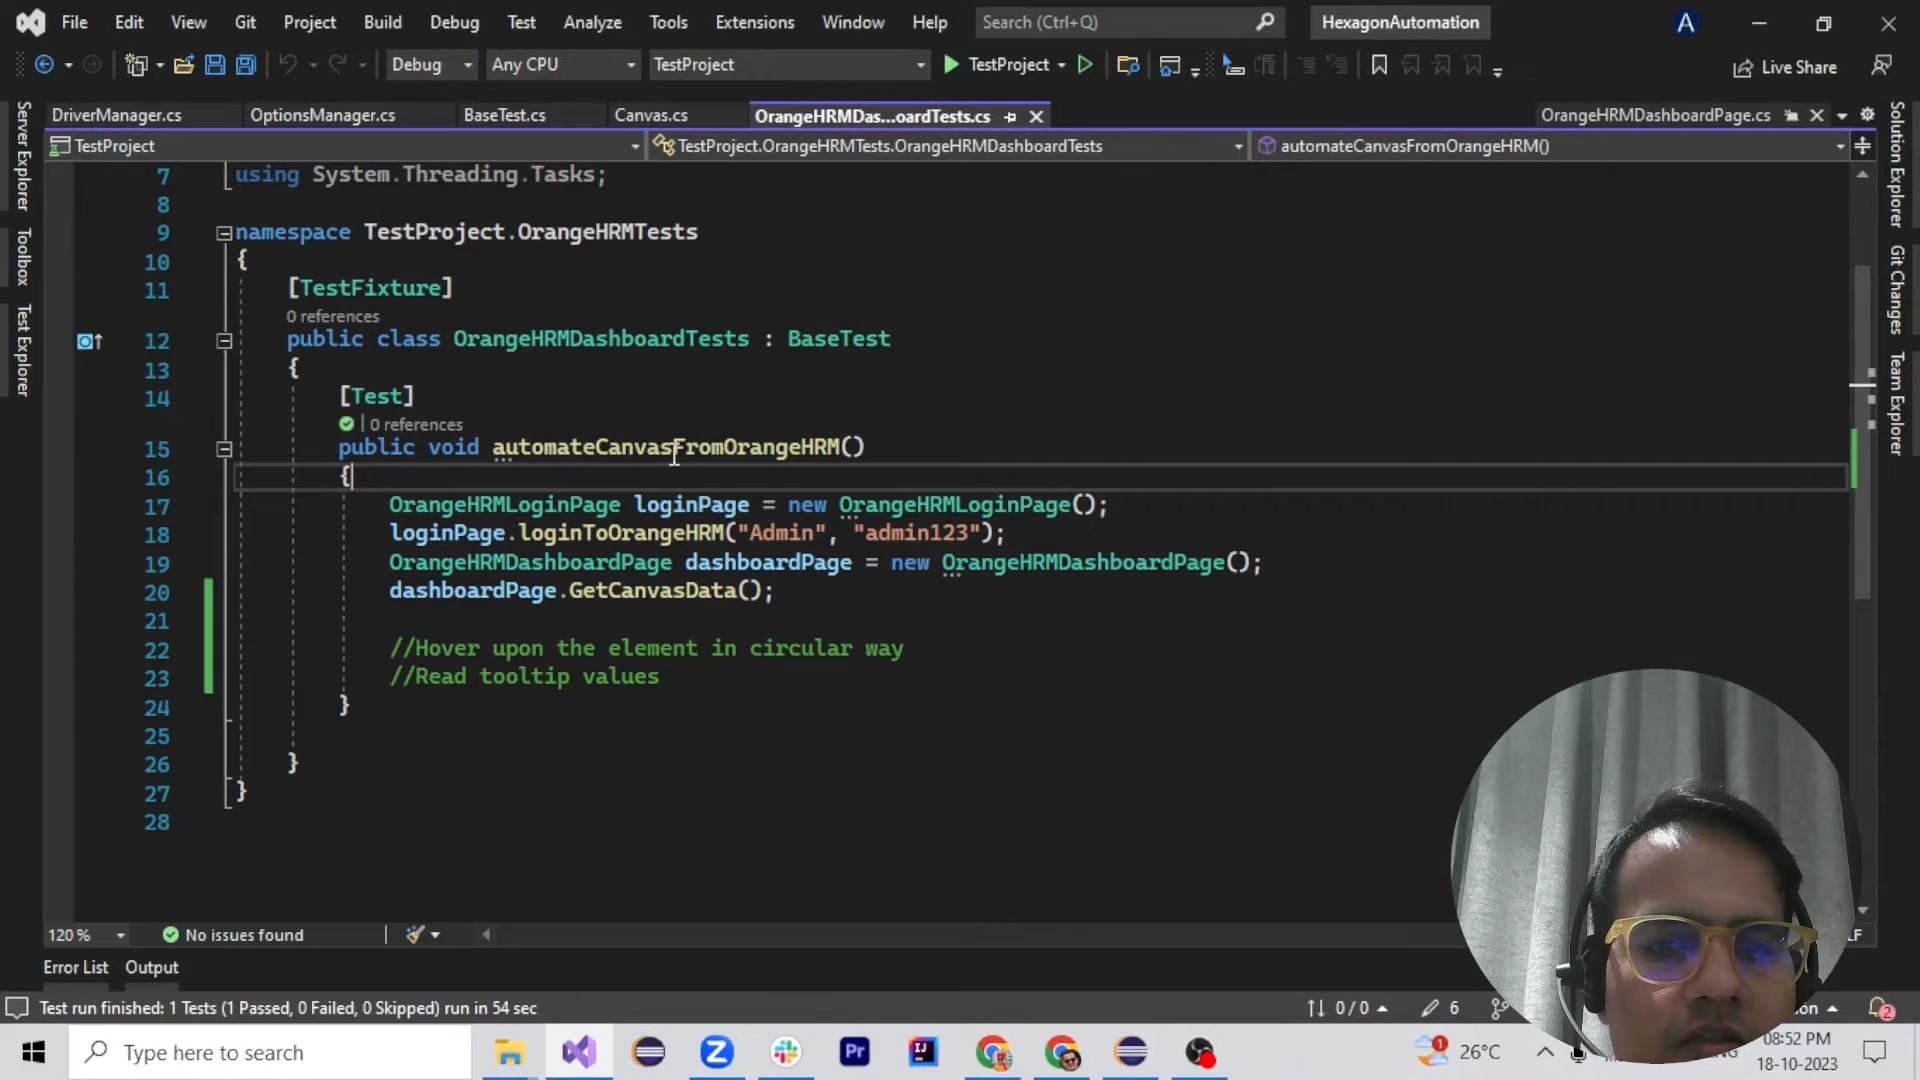 File Edit View Git Project Build Debug Test Analyze Tools Extensions Window Help Search (Ctrl+Q) HexagonAutomation A
Debug Any CPU TestProject TestProject Live Share
DriverManager.cs OptionsManager.cs BaseTest.cs Canvas.cs OrangeHRMDas...oardTests.cs OrangeHRMDashboardPage.cs
TestProject TestProject.OrangeHRMTests.OrangeHRMDashboardTests automateCanvasFromOrangeHRM()
Server Explorer
Toolbox
Test Explorer
Solution Explorer
Git Changes
Team Explorer
7 using System.Threading.Tasks;
8
9 namespace TestProject.OrangeHRMTests
10 {
11 [TestFixture]
0 references
12 public class OrangeHRMDashboardTests : BaseTest
13 {
14 [Test]
| 0 references
15 public void automateCanvasFromOrangeHRM()
16 {
17 OrangeHRMLoginPage loginPage = new OrangeHRMLoginPage();
18 loginPage.loginToOrangeHRM("Admin", "admin123");
19 OrangeHRMDashboardPage dashboardPage = new OrangeHRMDashboardPage();
20 dashboardPage.GetCanvasData();
21
22 //Hover upon the element in circular way
23 //Read tooltip values
24 }
25
26 }
27 }
28
120 % No issues found LF
Error List Output
Test run finished: 1 Tests (1 Passed, 0 Failed, 0 Skipped) run in 54 sec 0 / 0 6 on 2
Type here to search Z Pr IJ 1 26°C 08:52 PM
18-10-2023